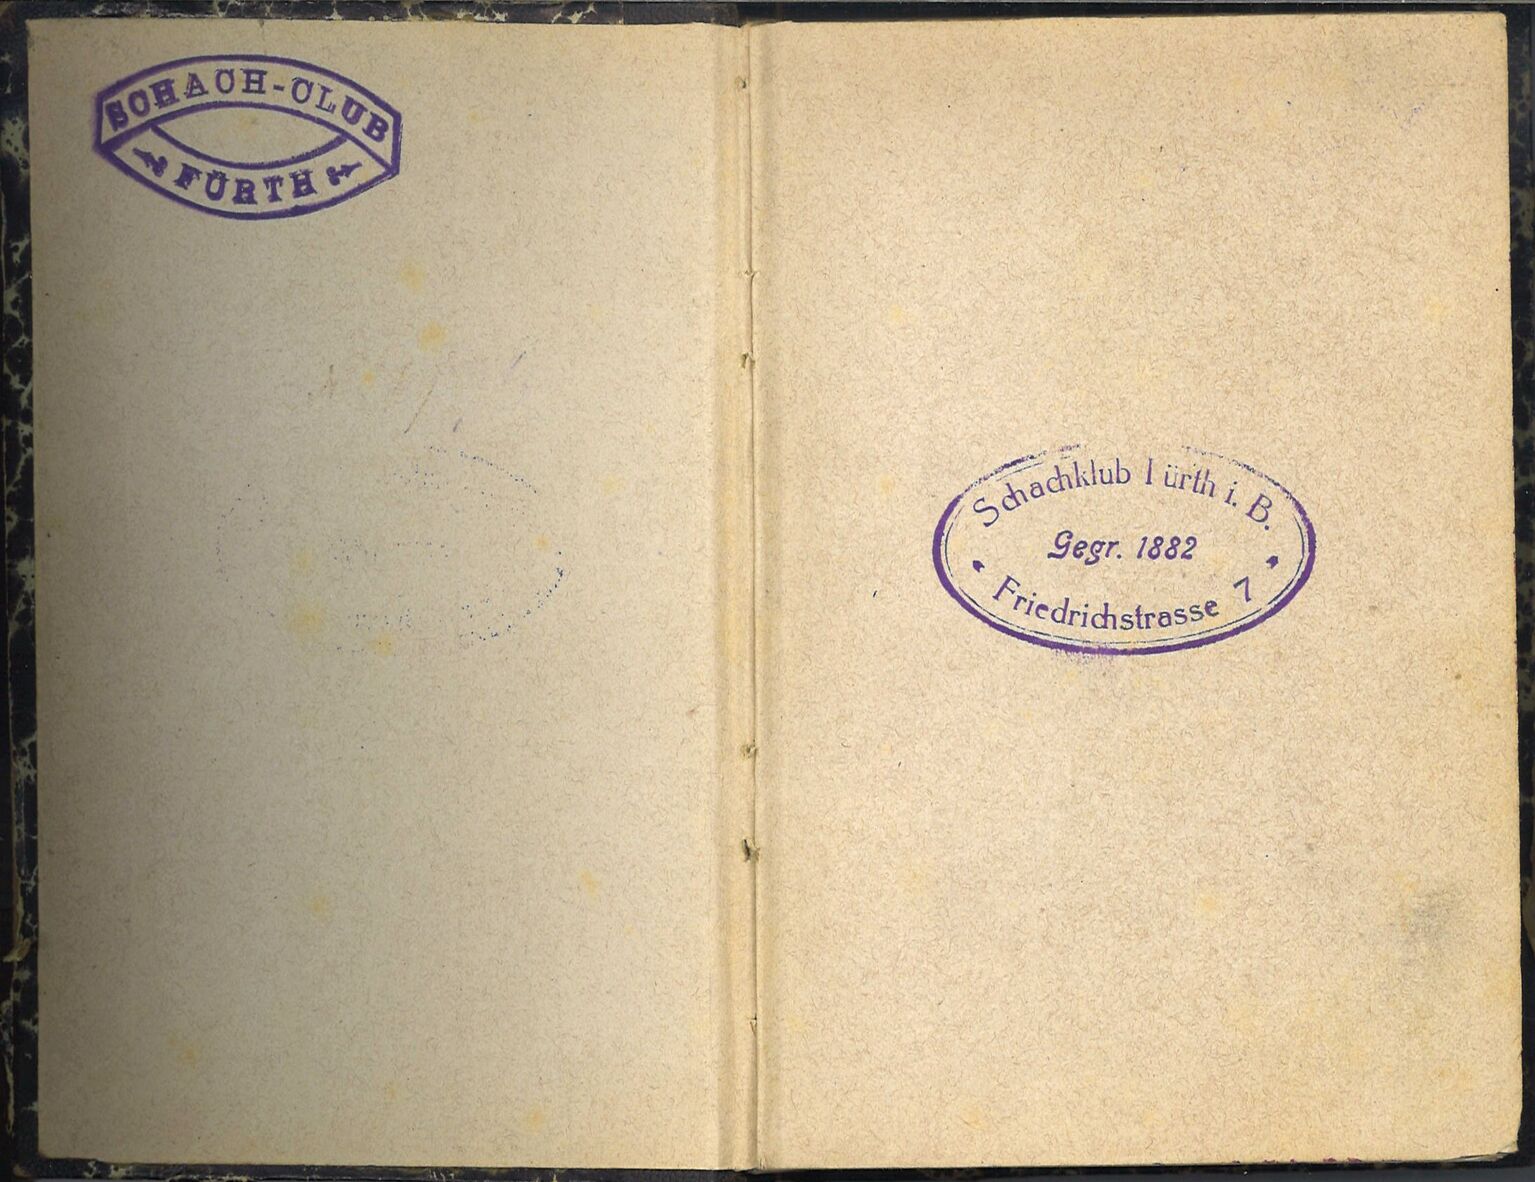 SCHACH-CLUB
FÜRTH
Schachklub Fürth i. B.
Gegr. 1882
Friedrichstrasse 7